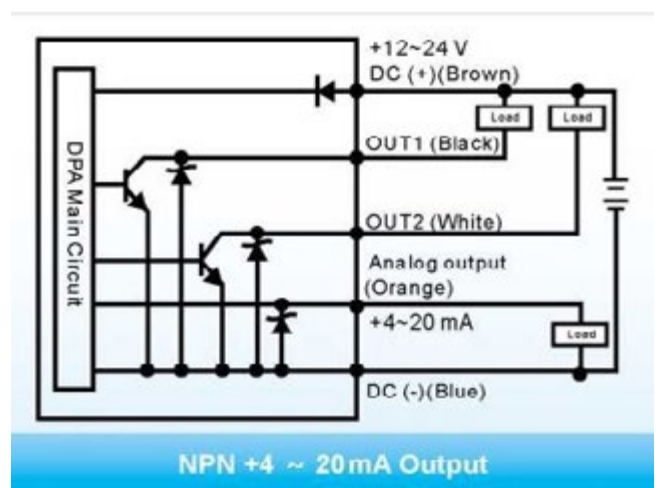 +12~24 V
DC (+)(Brown)
Load
Load
OUT1 (Black)
DPA Main Circuit
OUT2 (White)
Analog output
(Orange)
+4~20 mA
Load
DC (-)(Blue)
NPN +4 ~ 20mA Output